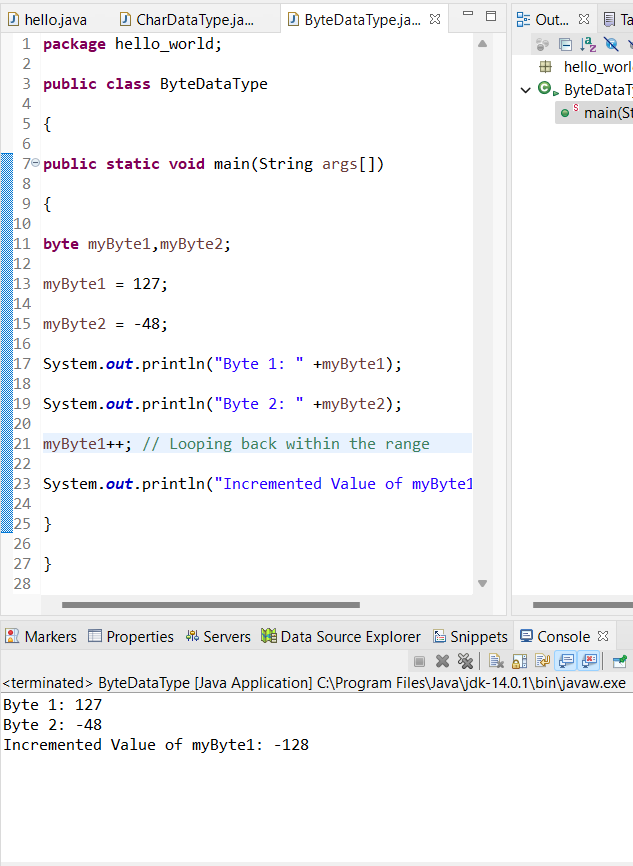 hello.java
CharDataType.ja...
ByteDataType.ja...
Out...
Ta
1 package hello_world;
2
3 public class ByteDataType
4
5 {
6
7 public static void main(String args[])
8
9 {
10
11 byte myByte1,myByte2;
12
13 myByte1 = 127;
14
15 myByte2 = -48;
16
17 System.out.println("Byte 1: " +myByte1);
18
19 System.out.println("Byte 2: " +myByte2);
20
21 myByte1++; // Looping back within the range
22
23 System.out.println("Incremented Value of myByte1
24
25 }
26
27 }
28
hello_worl
ByteDataT
main(St
Markers
Properties
Servers
Data Source Explorer
Snippets
Console
<terminated> ByteDataType [Java Application] C:\Program Files\Java\jdk-14.0.1\bin\javaw.exe
Byte 1: 127
Byte 2: -48
Incremented Value of myByte1: -128